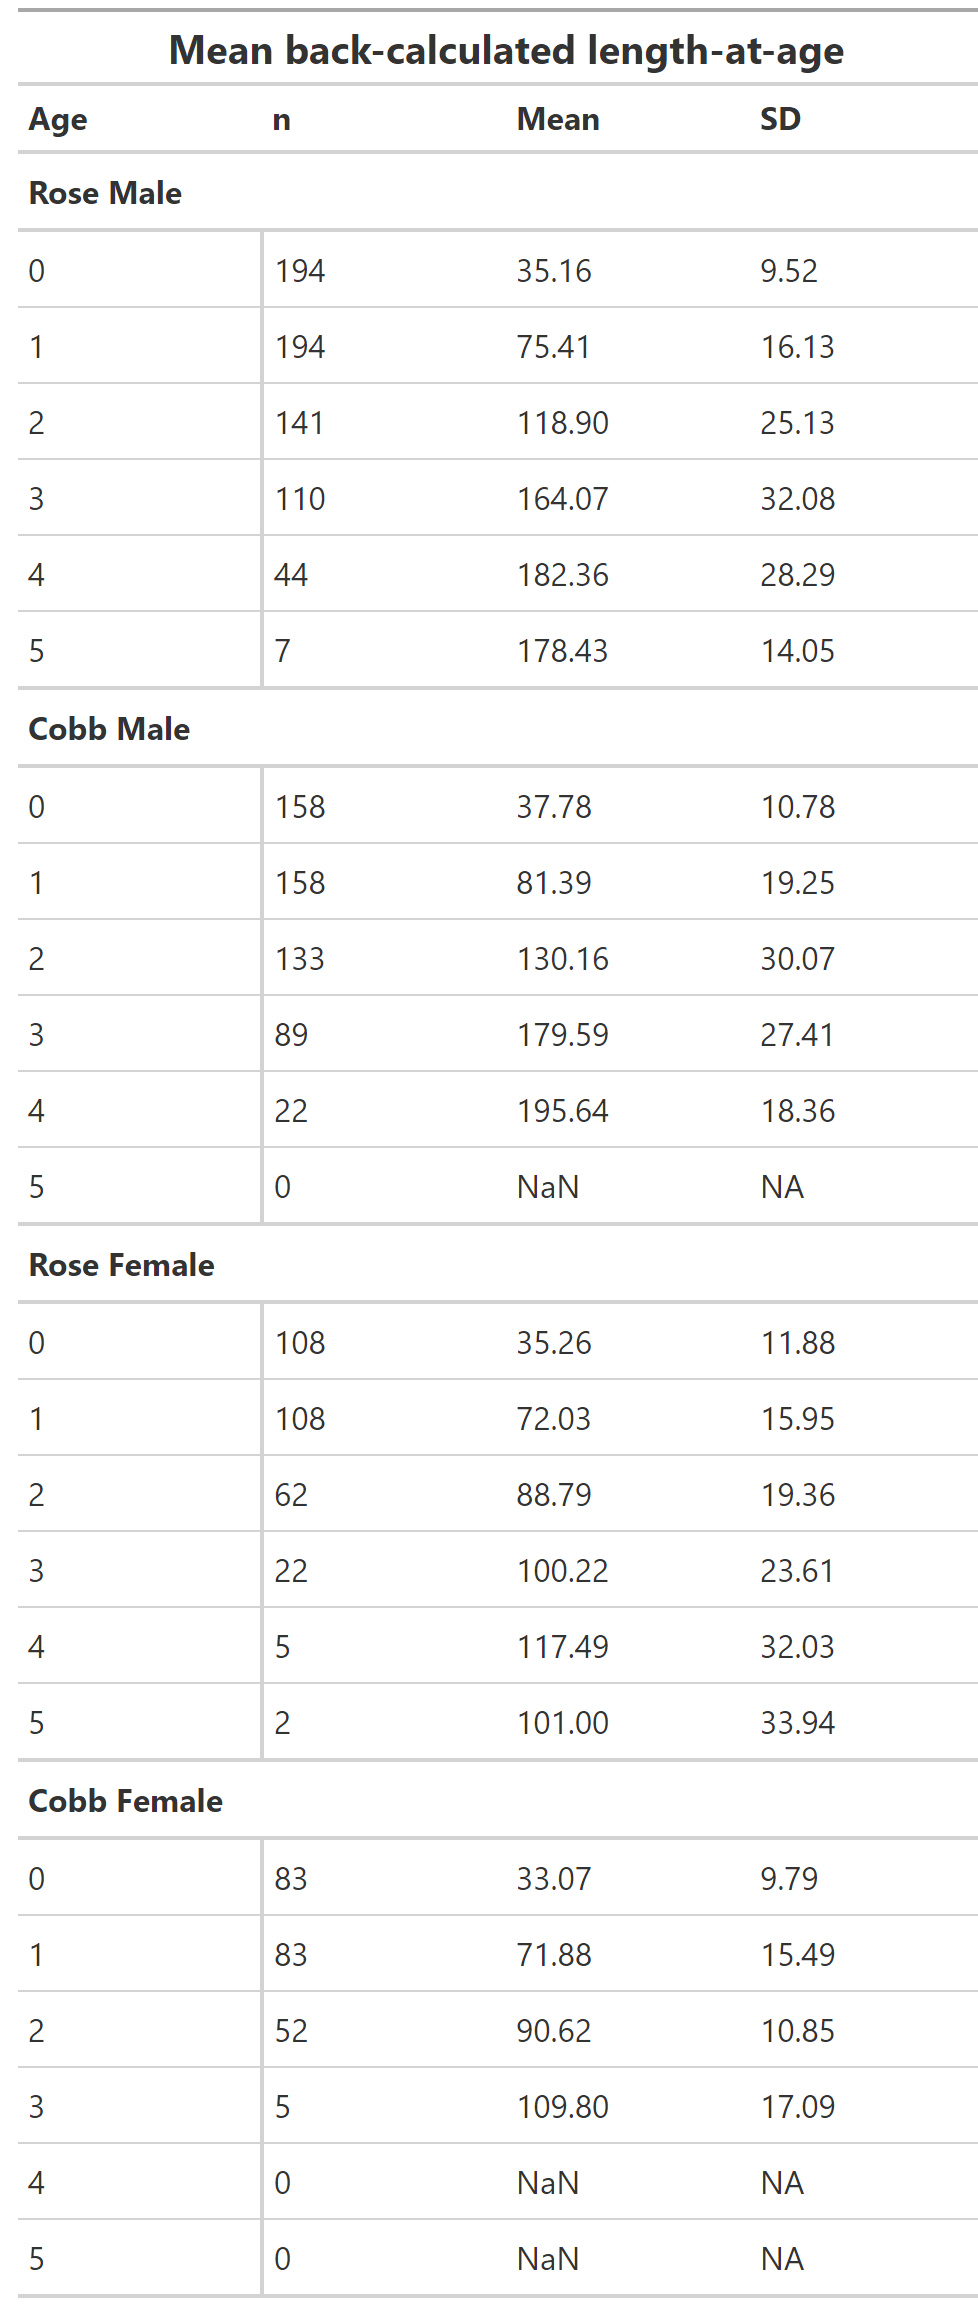 Mean back-calculated length-at-age
Age n Mean SD
Rose Male
0 194 35.16 9.52
1 194 75.41 16.13
2 141 118.90 25.13
3 110 164.07 32.08
4 44 182.36 28.29
5 7 178.43 14.05
Cobb Male
0 158 37.78 10.78
1 158 81.39 19.25
2 133 130.16 30.07
3 89 179.59 27.41
4 22 195.64 18.36
5 0 NaN NA
Rose Female
0 108 35.26 11.88
1 108 72.03 15.95
2 62 88.79 19.36
3 22 100.22 23.61
4 5 117.49 32.03
5 2 101.00 33.94
Cobb Female
0 83 33.07 9.79
1 83 71.88 15.49
2 52 90.62 10.85
3 5 109.80 17.09
4 0 NaN NA
5 0 NaN NA